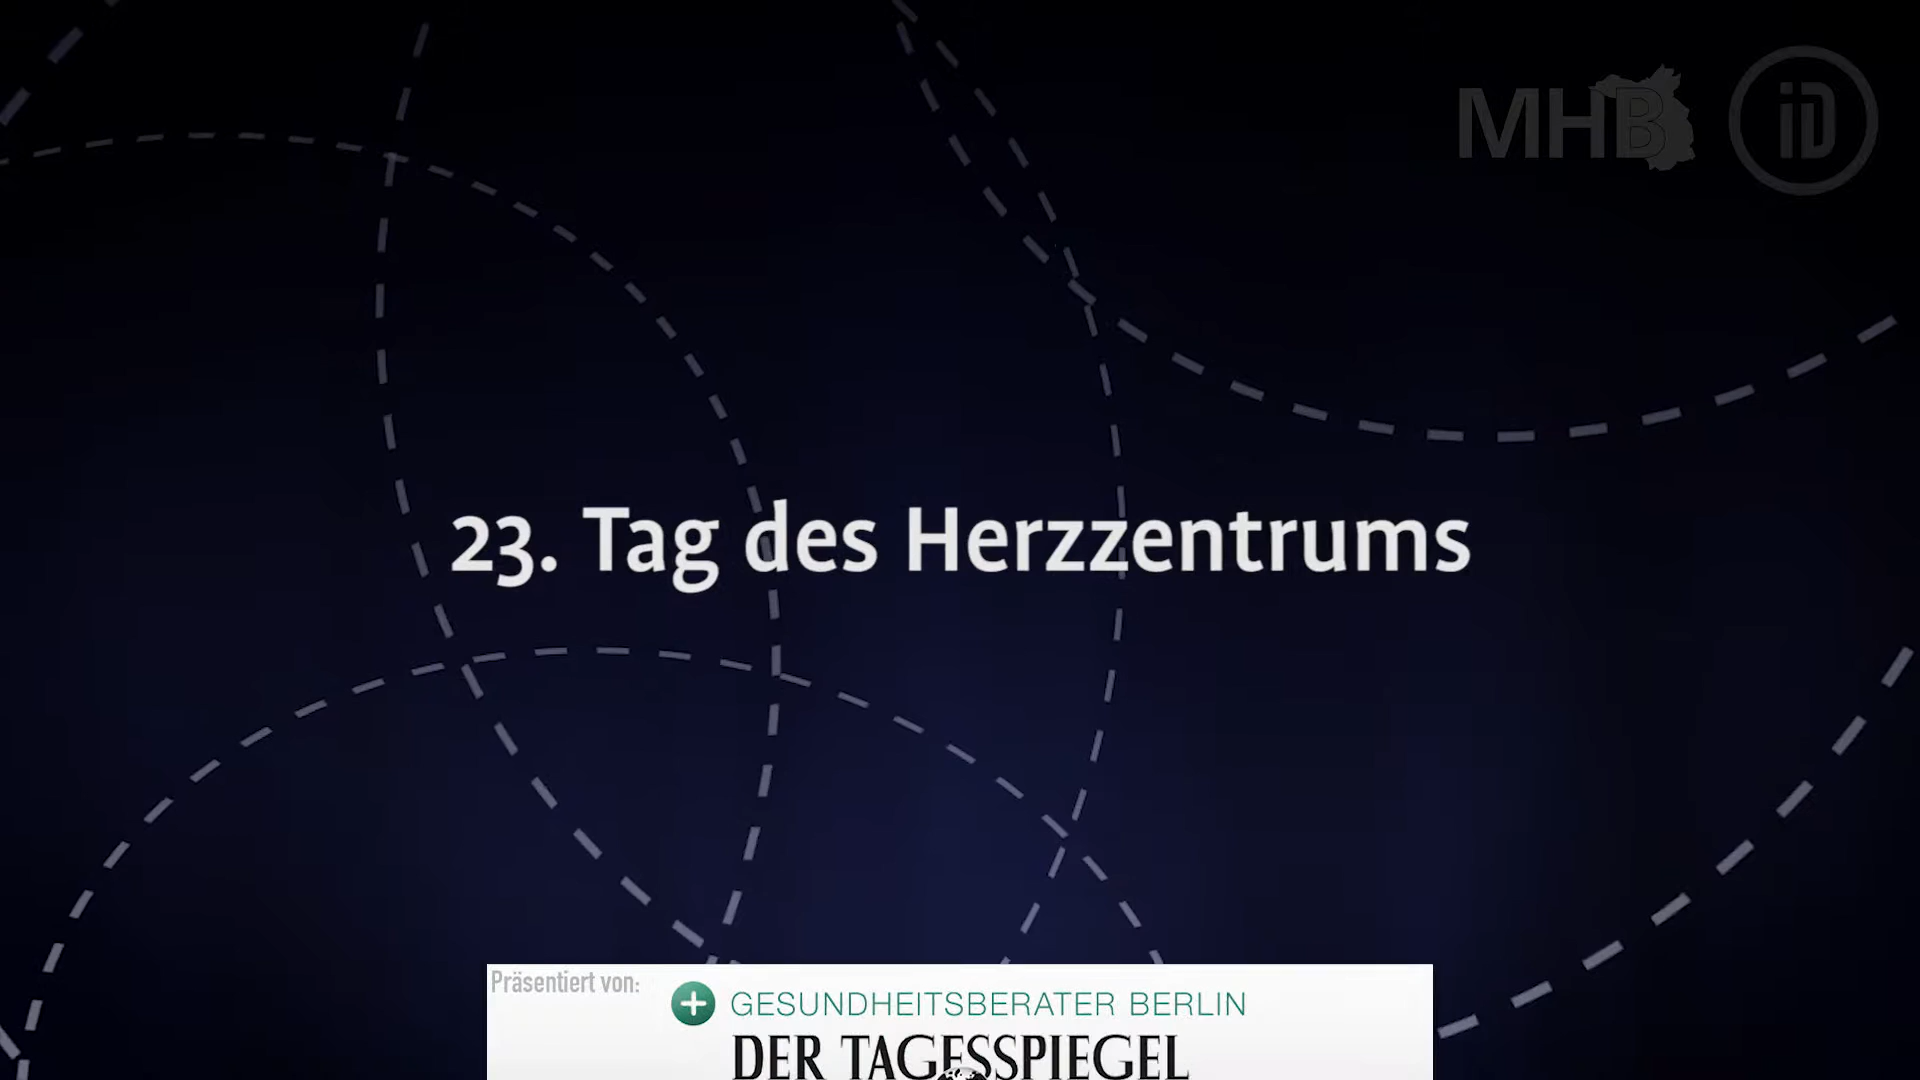 MHB iD
23. Tag des Herzzentrums
Präsentiert von:
GESUNDHEITSBERATER BERLIN
DER TAGESSPIEGEL